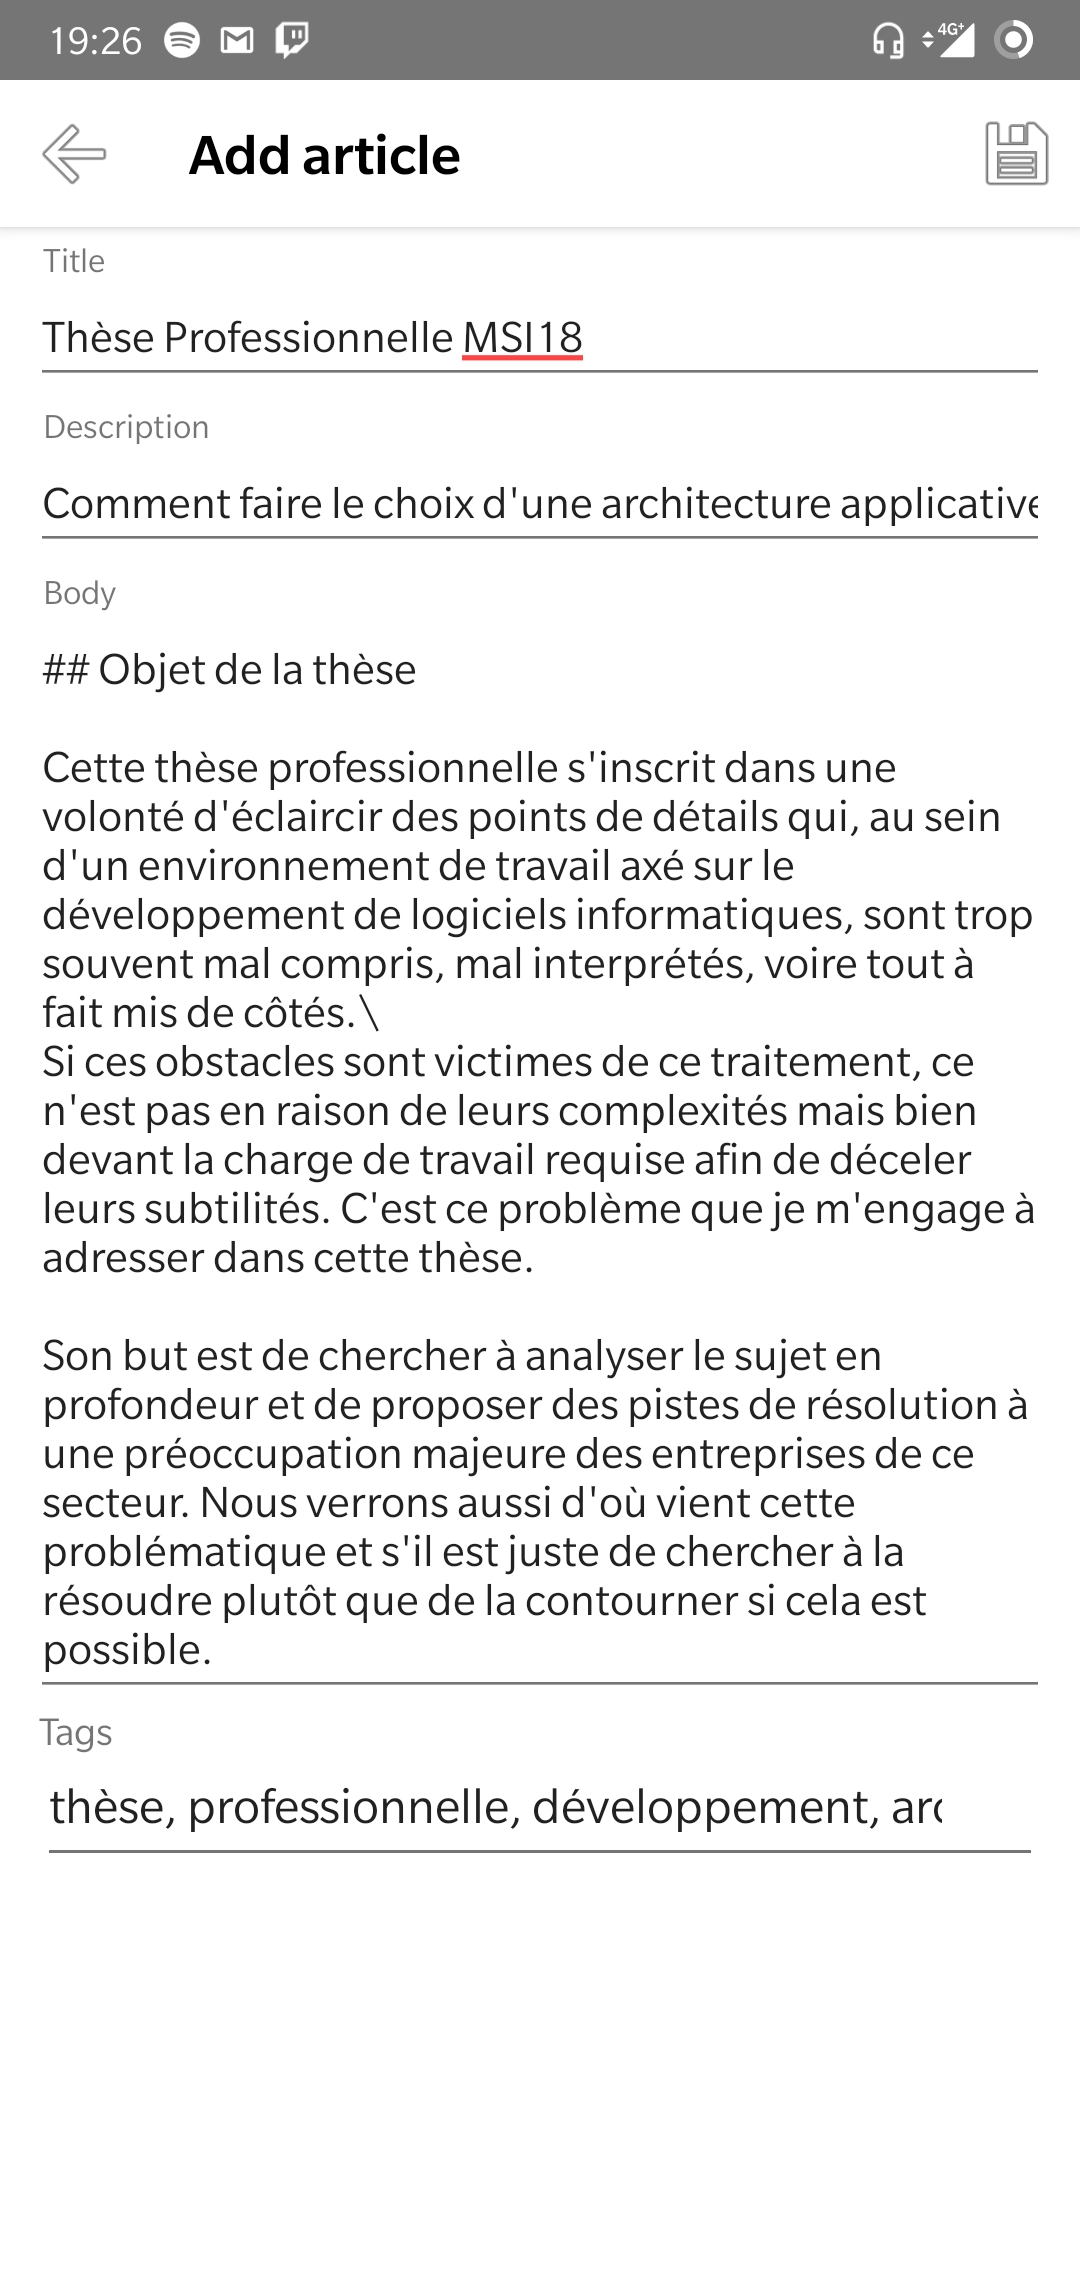 19:26
4G+
Add article
Title
Thèse Professionnelle MSI18
Description
Comment faire le choix d'une architecture applicative
Body
## Objet de la thèse
Cette thèse professionnelle s'inscrit dans une
volonté d'éclaircir des points de détails qui, au sein
d'un environnement de travail axé sur le
développement de logiciels informatiques, sont trop
souvent mal compris, mal interprétés, voire tout à
fait mis de côtés.\
Si ces obstacles sont victimes de ce traitement, ce
n'est pas en raison de leurs complexités mais bien
devant la charge de travail requise afin de déceler
leurs subtilités. C'est ce problème que je m'engage à
adresser dans cette thèse.
Son but est de chercher à analyser le sujet en
profondeur et de proposer des pistes de résolution à
une préoccupation majeure des entreprises de ce
secteur. Nous verrons aussi d'où vient cette
problématique et s'il est juste de chercher à la
résoudre plutôt que de la contourner si cela est
possible.
Tags
thèse, professionnelle, développement,